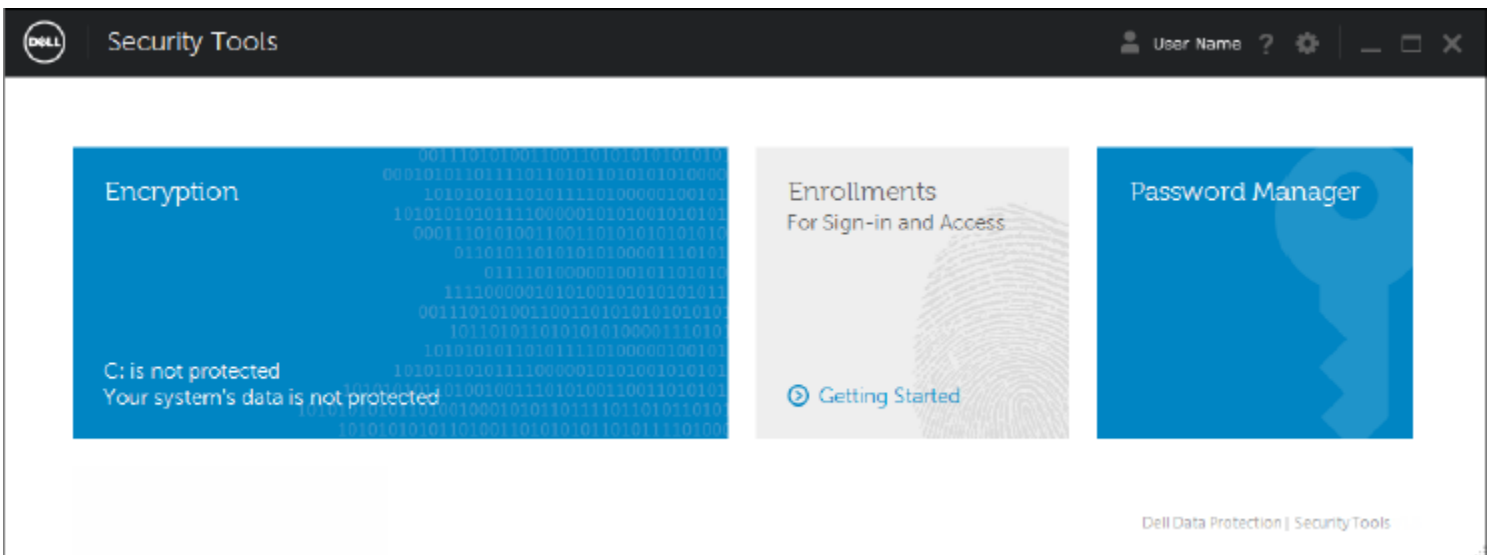 DELL
Security Tools
User Name
Encryption
C: is not protected
Your system's data is not protected
Enrollments
For Sign-in and Access
Getting Started
Password Manager
Dell Data Protection | Security Tools